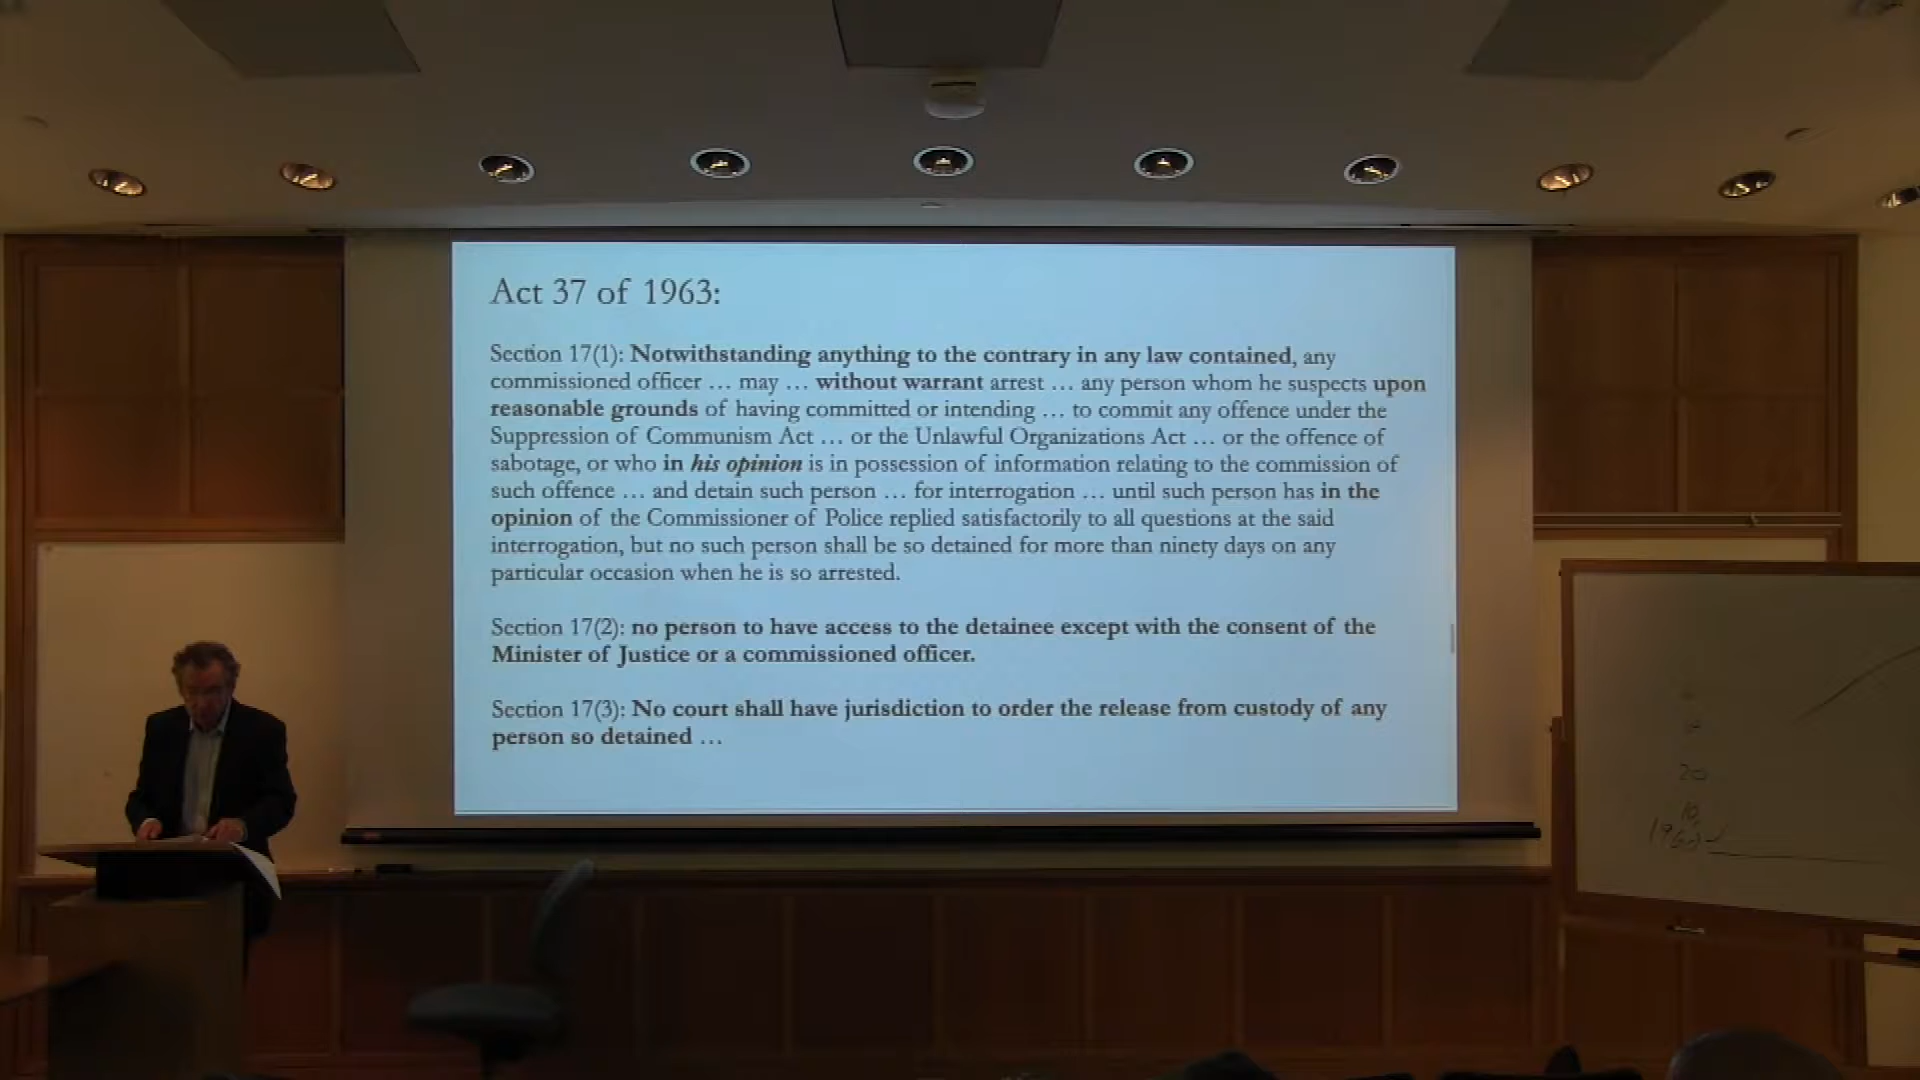 Act 37 of 1963:
Section 17(1): Notwithstanding anything to the contrary in any law contained, any
commissioned officer … may … without warrant arrest … any person whom he suspects upon
reasonable grounds of having committed or intending … to commit any offence under the
Suppression of Communism Act … or the Unlawful Organizations Act … or the offence of
sabotage, or who in his opinion is in possession of information relating to the commission of
such offence … and detain such person … for interrogation … until such person has in the
opinion of the Commissioner of Police replied satisfactorily to all questions at the said
interrogation, but no such person shall be so detained for more than ninety days on any
particular occasion when he is so arrested.
Section 17(2): no person to have access to the detainee except with the consent of the
Minister of Justice or a commissioned officer.
Section 17(3): No court shall have jurisdiction to order the release from custody of any
person so detained …
20
10